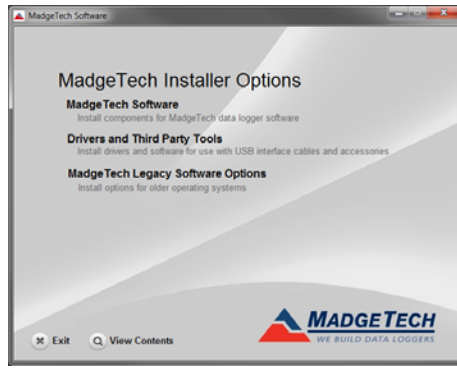 MadgeTech Software
MadgeTech Installer Options
MadgeTech Software
Install components for MadgeTech data logger software
Drivers and Third Party Tools
Install drivers and software for use with USB interface cables and accessories
MadgeTech Legacy Software Options
Install options for older operating systems
Exit
View Contents
MADGETECH
WE BUILD DATA LOGGERS